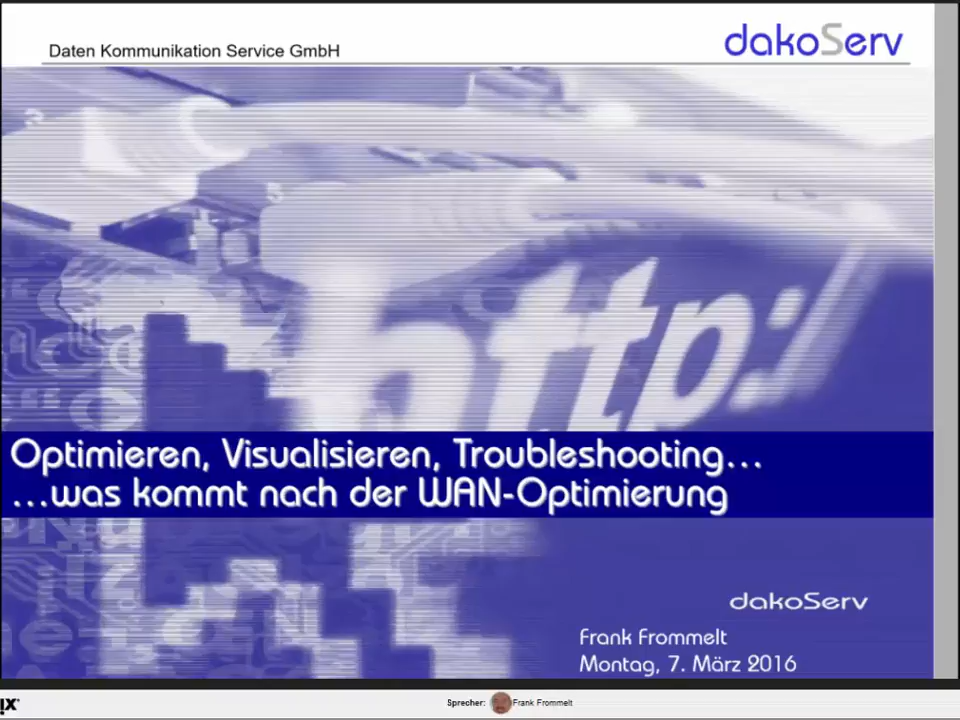 Daten Kommunikation Service GmbH
dakoServ
http:/
Optimieren, Visualisieren, Troubleshooting...
...was kommt nach der WAN-Optimierung
dakoServ
Frank Frommelt
Montag, 7. März 2016
Sprecher: Frank Frommelt